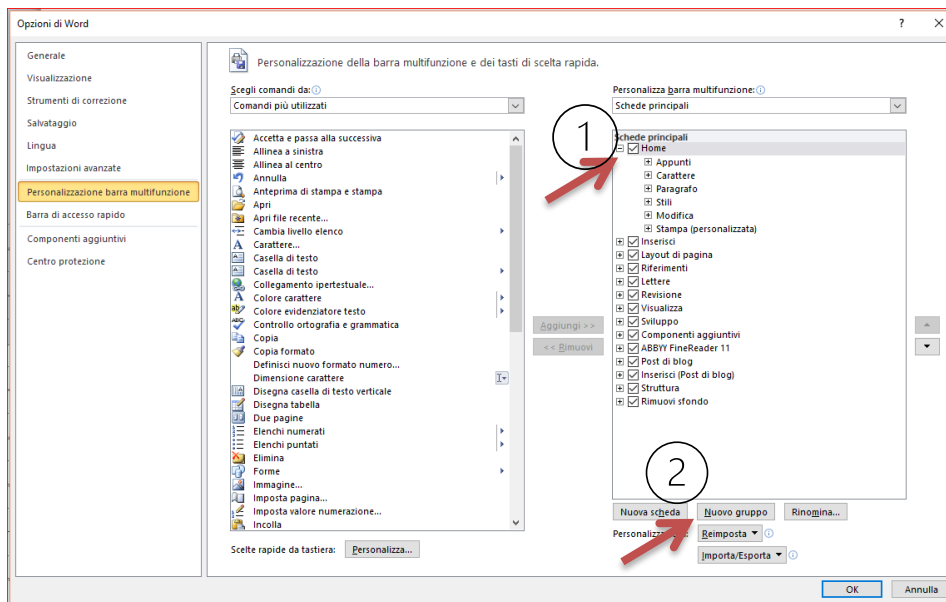 Opzioni di Word
Generale
Visualizzazione
Strumenti di correzione
Salvataggio
Lingua
Impostazioni avanzate
Personalizzazione barra multifunzione
Barra di accesso rapido
Componenti aggiuntivi
Centro protezione
Personalizzazione della barra multifunzione e dei tasti di scelta rapida.
Scegli comandi da:
Comandi più utilizzati
Accetta e passa alla successiva
Allinea a sinistra
Allinea al centro
Annulla
Anteprima di stampa e stampa
Apri
Apri file recente...
Cambia livello elenco
Carattere...
Casella di testo
Casella di testo
Collegamento ipertestuale...
Colore carattere
Colore evidenziatore testo
Controllo ortografia e grammatica
Copia
Copia formato
Definisci nuovo formato numero...
Dimensione carattere
Disegna casella di testo verticale
Disegna tabella
Due pagine
Elenchi numerati
Elenchi puntati
Elimina
Forme
Immagine...
Imposta pagina...
Imposta valore numerazione...
Incolla
Scelte rapide da tastiera: Personalizza...
Aggiungi >>
<< Rimuovi
Personalizza barra multifunzione:
Schede principali
1
Schede principali
Home
Appunti
Carattere
Paragrafo
Stili
Modifica
Stampa (personalizzata)
Inserisci
Layout di pagina
Riferimenti
Lettere
Revisione
Visualizza
Sviluppo
Componenti aggiuntivi
ABBYY FineReader 11
Post di blog
Inserisci (Post di blog)
Struttura
Rimuovi sfondo
2
Nuova scheda Nuovo gruppo Rinomina...
Reimposta
Importa/Esporta
OK Annulla